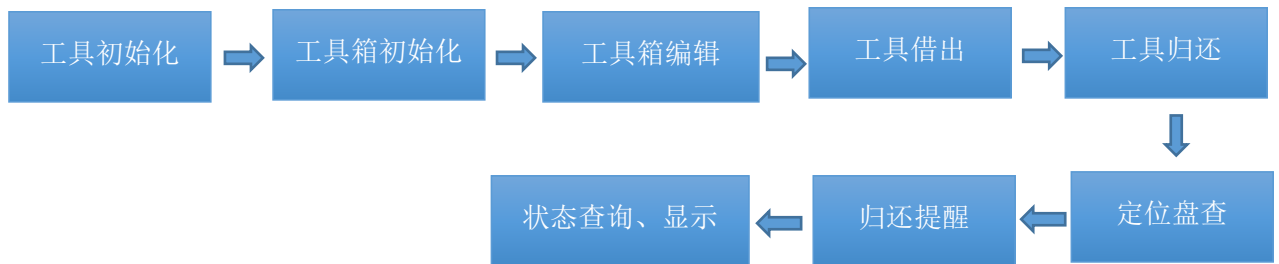 工具初始化
工具箱初始化
工具箱编辑
工具借出
工具归还
定位盘查
归还提醒
状态查询、显示